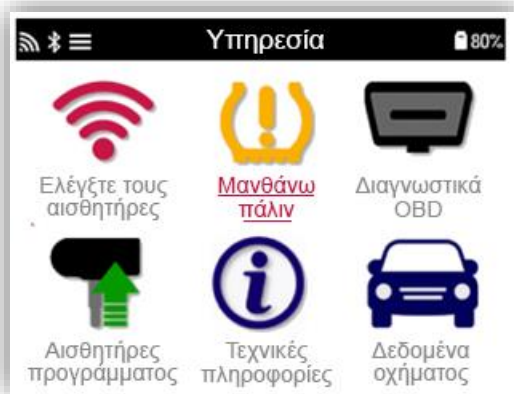 Υπηρεσία
80%
Ελέγξτε τους
αισθητήρες
Μανθάνω
πάλιν
Διαγνωστικά
OBD
Αισθητήρες
προγράμματος
Τεχνικές
πληροφορίες
Δεδομένα
οχήματος